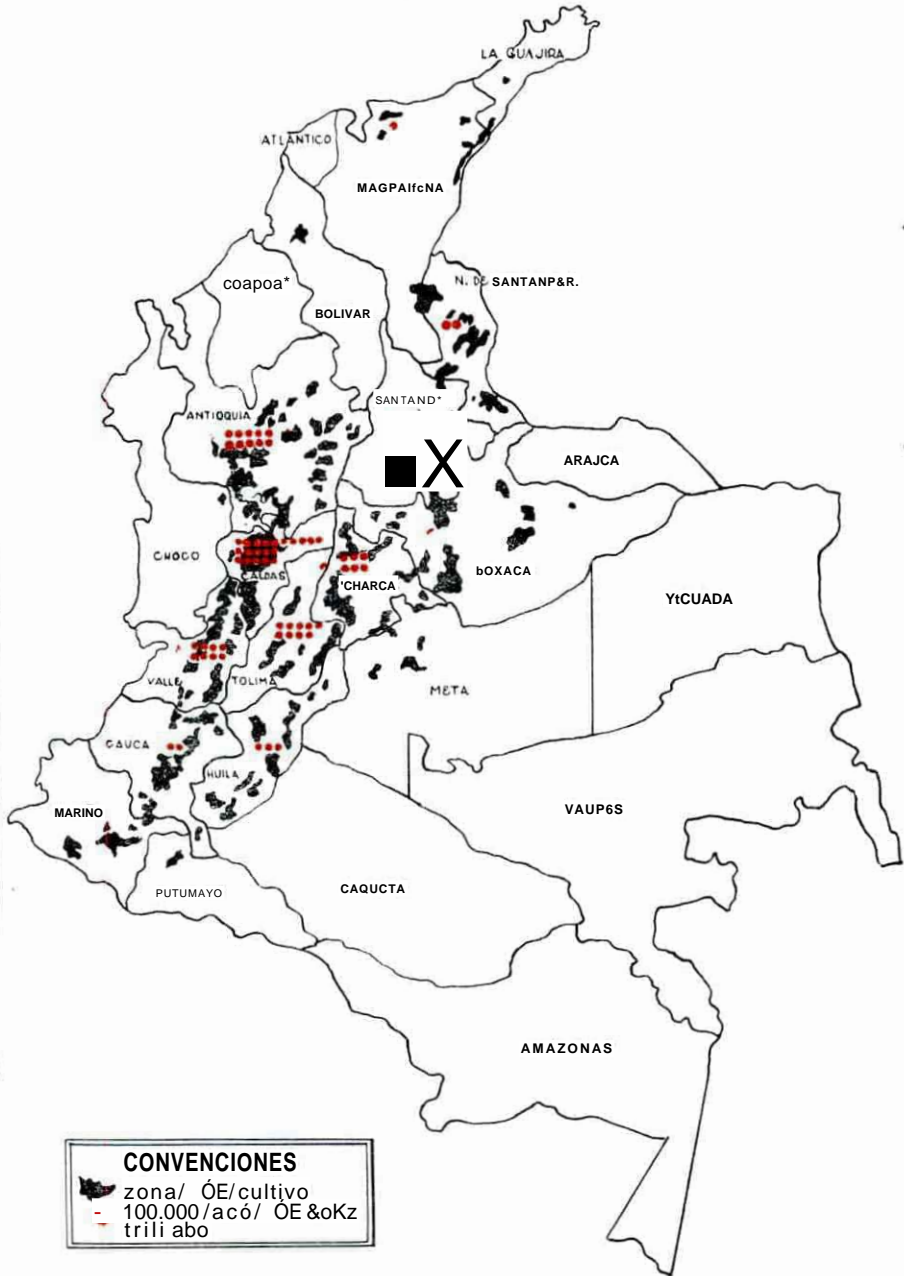 LA GUAJIRA
ATLANTICO
MAGPAIfcNA
N. DE SANTANP&R.
coapoa*
BOLIVAR
SANTAND*
ANTIOQUIA
X
ARAJCA
CHOCO
CALDAS
'CHARCA
bOXACA
YtCUADA
VALLE
TOLIMA
META
CAUCA
HUILA
MARINO
VAUP6S
PUTUMAYO
CAQUCTA
AMAZONAS
CONVENCIONES
zona/ ÓE/cultivo
- 100.000/acó/ ÓE &oKz
trili abo